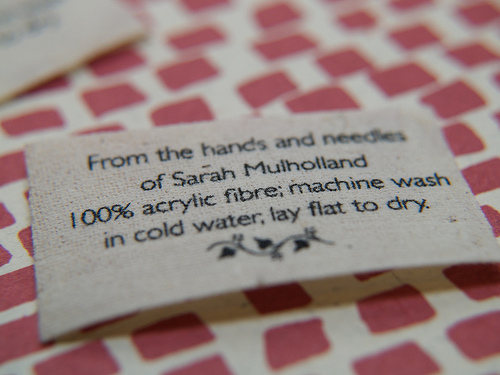 From the hands and needles
of Sarah Mulholland
100% acrylic fibre; machine wash
in cold water, lay flat to dry.